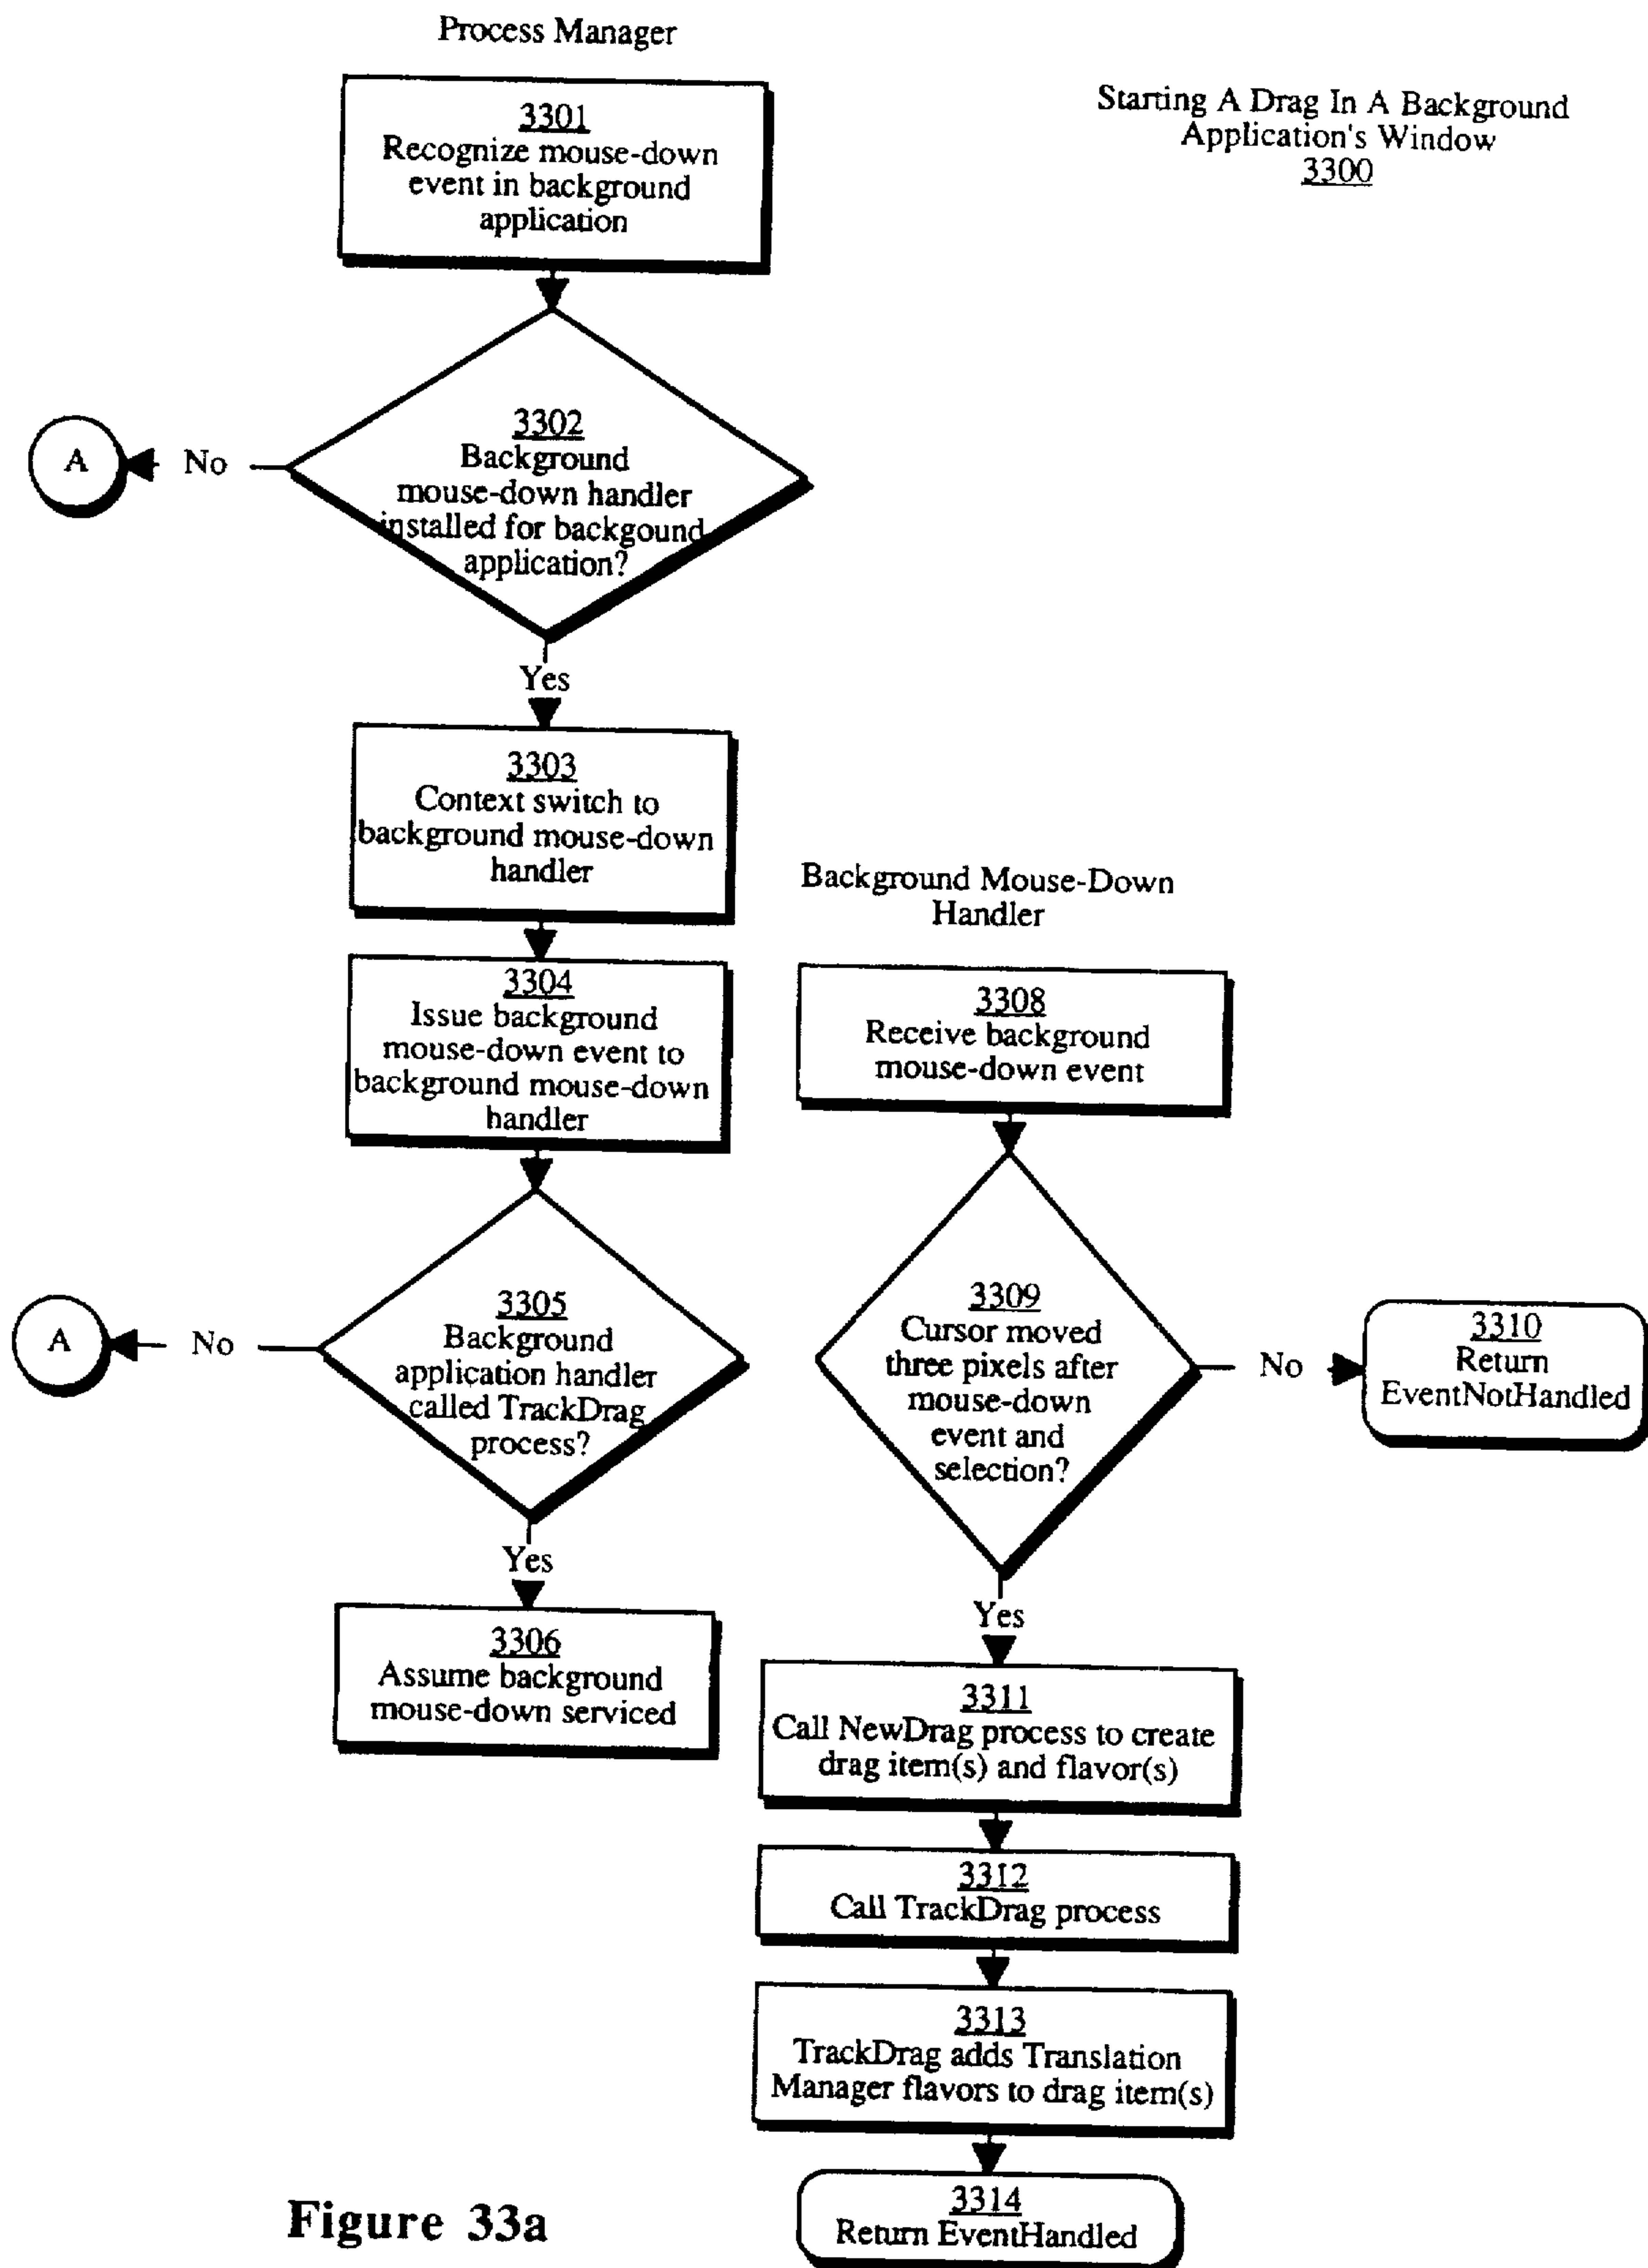 Process Manager
Starting A Drag In A Background
Application's Window
3300
3301
Recognize mouse-down
event in background
application
3302
Background
mouse-down handler
installed for backgound
application?
No
A
Yes
3303
Context switch to
background mouse-down
handler
3304
Issue background
mouse-down event to
background mouse-down
handler
3305
Background
application handler
called TrackDrag
process?
No
A
Yes
3306
Assume background
mouse-down serviced
Background Mouse-Down
Handler
3308
Receive background
mouse-down event
3309
Cursor moved
three pixels after
mouse-down
event and
selection?
No
3310
Return
EventNotHandled
Yes
3311
Call NewDrag process to create
drag item(s) and flavor(s)
3312
Call TrackDrag process
3313
TrackDrag adds Translation
Manager flavors to drag item(s)
3314
Return EventHandled
Figure 33a